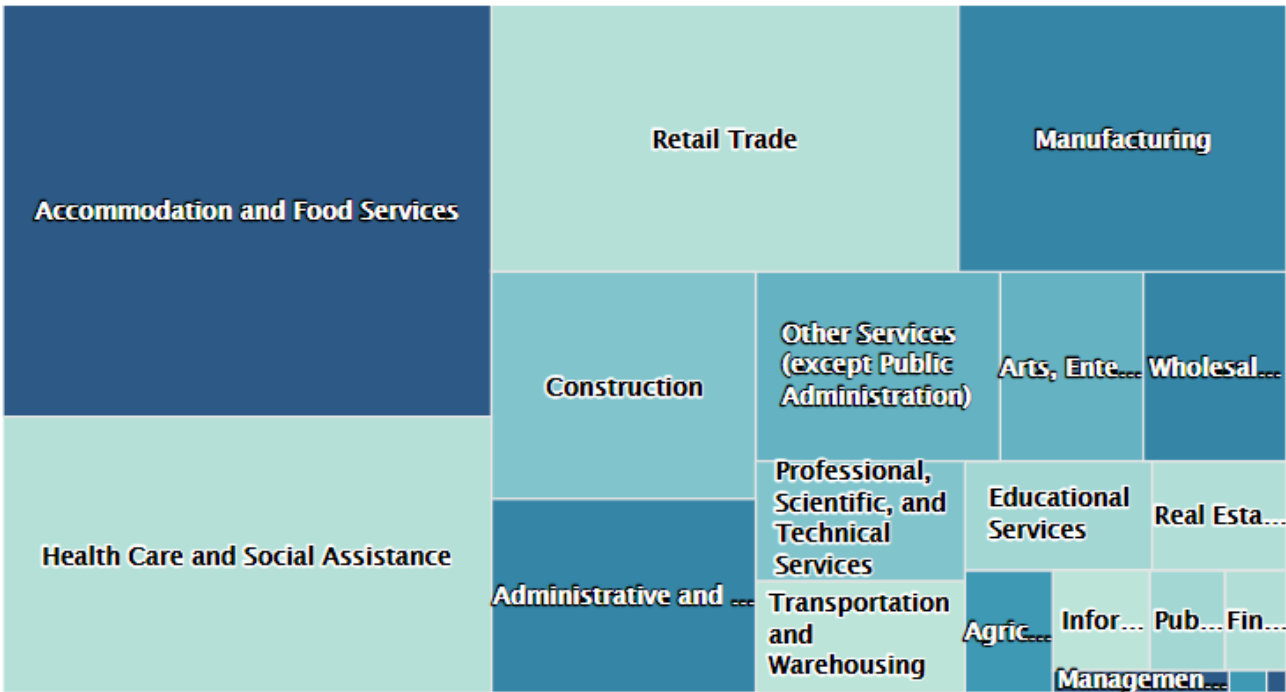 Accommodation and Food Services
Health Care and Social Assistance
Retail Trade
Manufacturing
Construction
Administrative and ...
Other Services
(except Public
Administration)
Arts, Ente...
Wholesal...
Professional,
Scientific, and
Technical
Services
Transportation
and
Warehousing
Educational
Services
Real Esta...
Agric...
Infor...
Pub...
Fin...
Managemen...